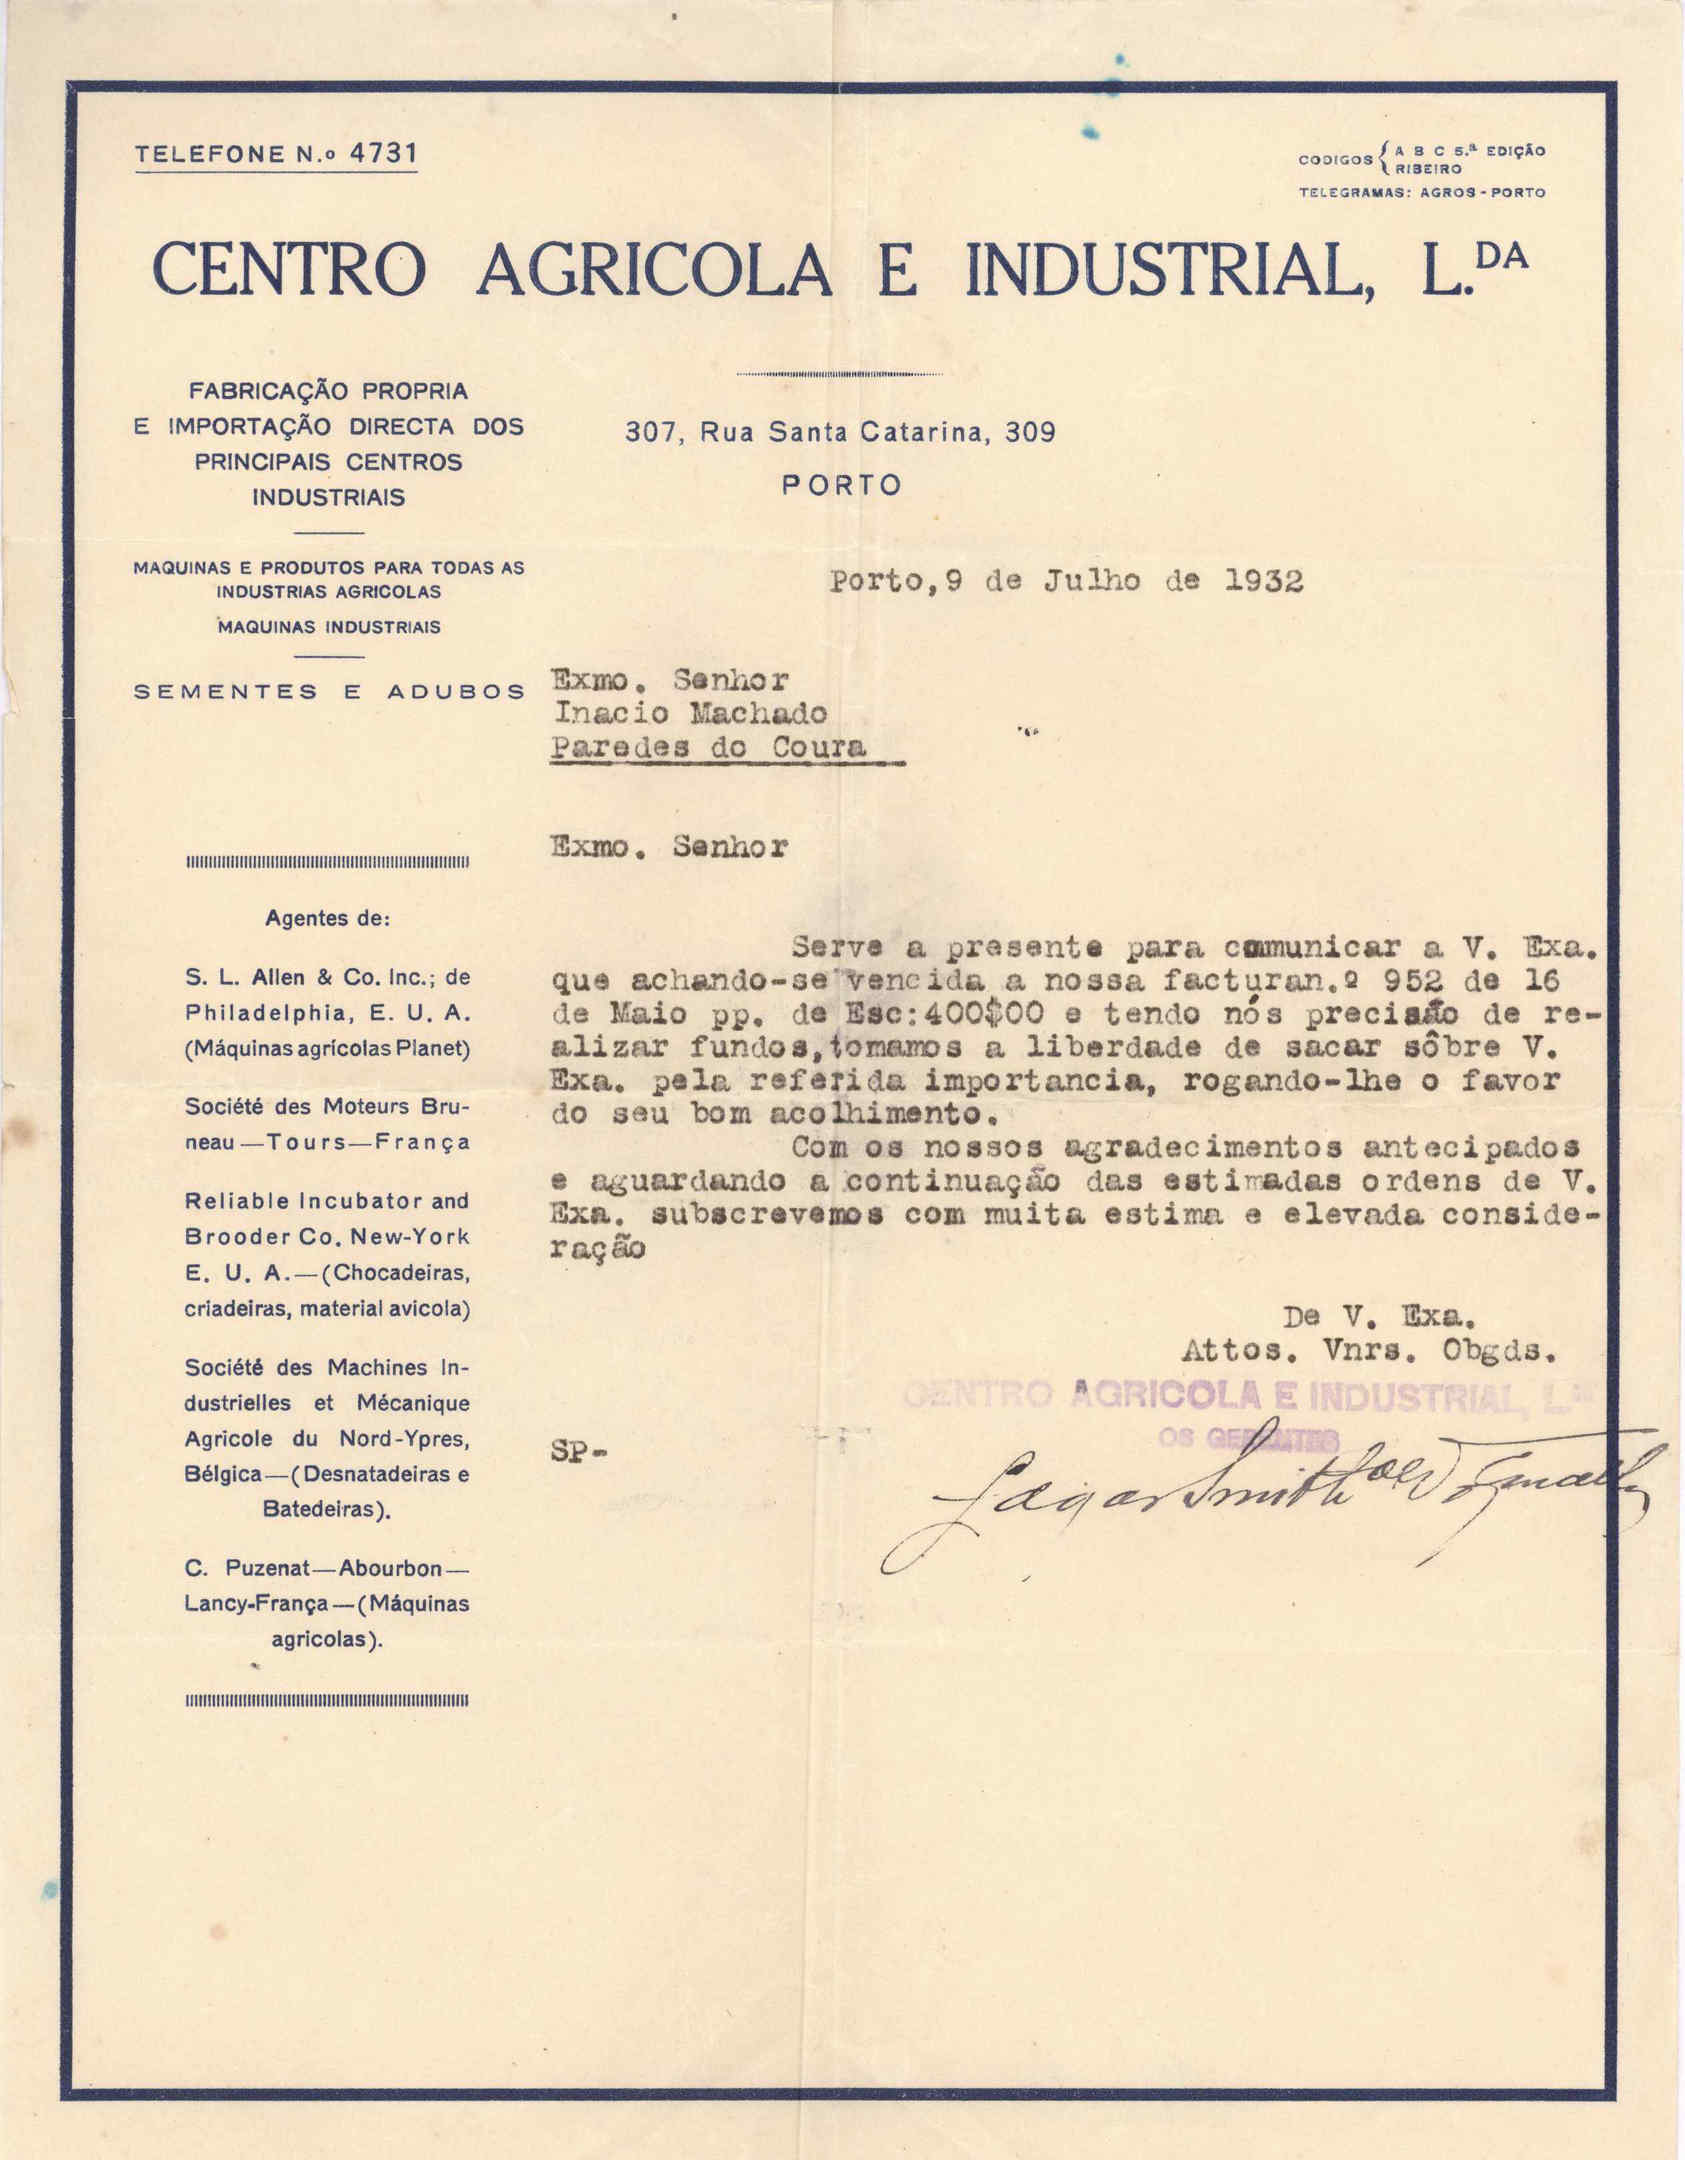 TELEFONE N.o 4731
CODIGOS { A B C 5.ª EDIÇÃO
RIBEIRO
TELEGRAMAS: AGROS - PORTO
CENTRO AGRICOLA E INDUSTRIAL, L.DA
FABRICAÇÃO PROPRIA
E IMPORTAÇÃO DIRECTA DOS
PRINCIPAIS CENTROS
INDUSTRIAIS
MAQUINAS E PRODUTOS PARA TODAS AS
INDUSTRIAS AGRICOLAS
MAQUINAS INDUSTRIAIS
SEMENTES E ADUBOS
307, Rua Santa Catarina, 309
PORTO
Porto,9 de Julho de 1932
Exmo. Senhor
Inacio Machado
Paredes do Coura
Agentes de:
S. L. Allen & Co. Inc.; de
Philadelphia, E. U. A.
(Máquinas agrícolas Planet)
Société des Moteurs Bru-
neau—Tours—França
Reliable Incubator and
Brooder Co. New-York
E. U. A.—(Chocadeiras,
criadeiras, material avicola)
Société des Machines In-
dustrielles et Mécanique
Agricole du Nord-Ypres,
Bélgica—(Desnatadeiras e
Batedeiras).
C. Puzenat—Abourbon—
Lancy-França—(Máquinas
agricolas).
Exmo. Senhor
Serve a presente para communicar a V. Exa.
que achando-se vencida a nossa facturan.º 952 de 16
de Maio pp. de Esc:400$00 e tendo nós precisão de re-
alizar fundos,tomamos a liberdade de sacar sôbre V.
Exa. pela referida importancia, rogando-lhe o favor
do seu bom acolhimento.
Com os nossos agradecimentos antecipados
e aguardando a continuação das estimadas ordens de V.
Exa. subscrevemos com muita estima e elevada conside-
ração
De V. Exa.
Attos. Vnrs. Obgds.
CENTRO AGRICOLA E INDUSTRIAL, L.DA
OS GERENTES
SP-
Edgar Smith